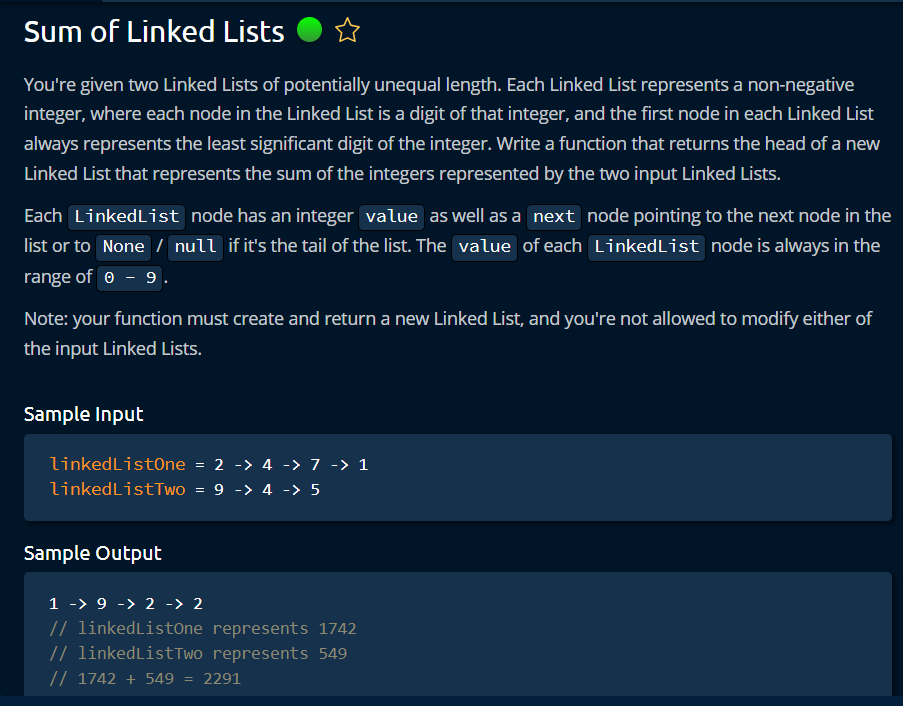 Sum of Linked Lists
You're given two Linked Lists of potentially unequal length. Each Linked List represents a non-negative
integer, where each node in the Linked List is a digit of that integer, and the first node in each Linked List
always represents the least significant digit of the integer. Write a function that returns the head of a new
Linked List that represents the sum of the integers represented by the two input Linked Lists.
Each LinkedList node has an integer value as well as a next node pointing to the next node in the
list or to None / null if it's the tail of the list. The value of each LinkedList node is always in the
range of 0 - 9.
Note: your function must create and return a new Linked List, and you're not allowed to modify either of
the input Linked Lists.
Sample Input
linkedListOne = 2 -> 4 -> 7 -> 1
linkedListTwo = 9 -> 4 -> 5
Sample Output
1 -> 9 -> 2 -> 2
// linkedListOne represents 1742
// linkedListTwo represents 549
// 1742 + 549 = 2291